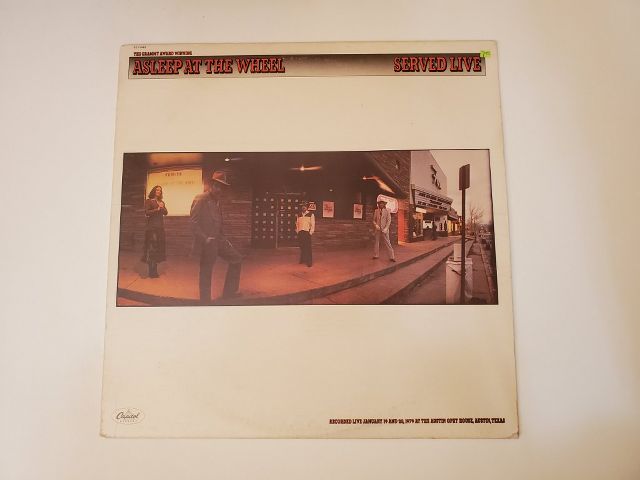 THE GRAMMY AWARD WINNING
ASLEEP AT THE WHEEL
SERVED LIVE
Capitol
RECORDED LIVE JANUARY 19 AND 20, 1979 AT THE AUSTIN OPRY HOUSE, AUSTIN, TEXAS